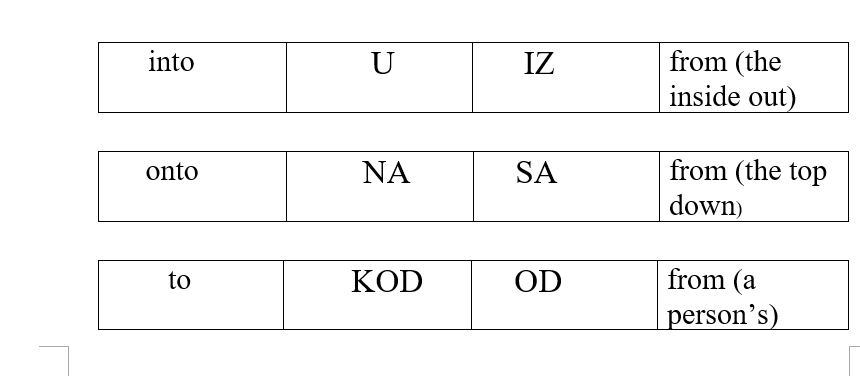 into U IZ from (the
inside out)
onto NA SA from (the top
down)
to KOD OD from (a
person’s)